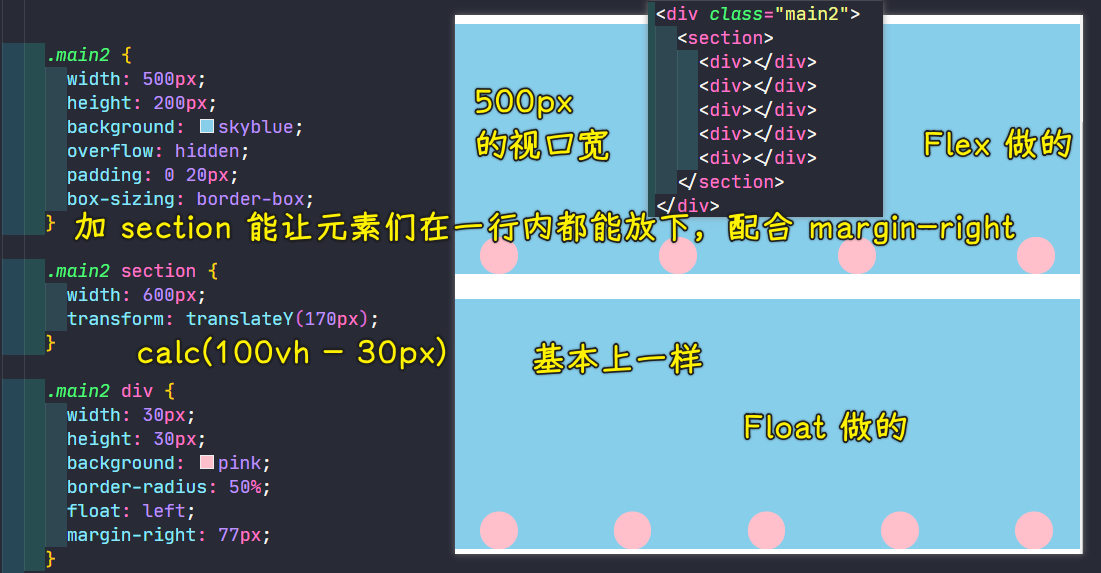 .main2 {
width: 500px;
height: 200px;
background: skyblue;
overflow: hidden;
padding: 0 20px;
box-sizing: border-box;
}
.main2 section {
width: 600px;
transform: translateY(170px);
}
.main2 div {
width: 30px;
height: 30px;
background: pink;
border-radius: 50%;
float: left;
margin-right: 77px;
}
<div class="main2">
<section>
<div></div>
<div></div>
<div></div>
<div></div>
<div></div>
</section>
</div>
500px
的视口宽
Flex 做的
加 section 能让元素们在一行内都能放下，配合 margin-right
calc(100vh - 30px)
基本上一样
Float 做的